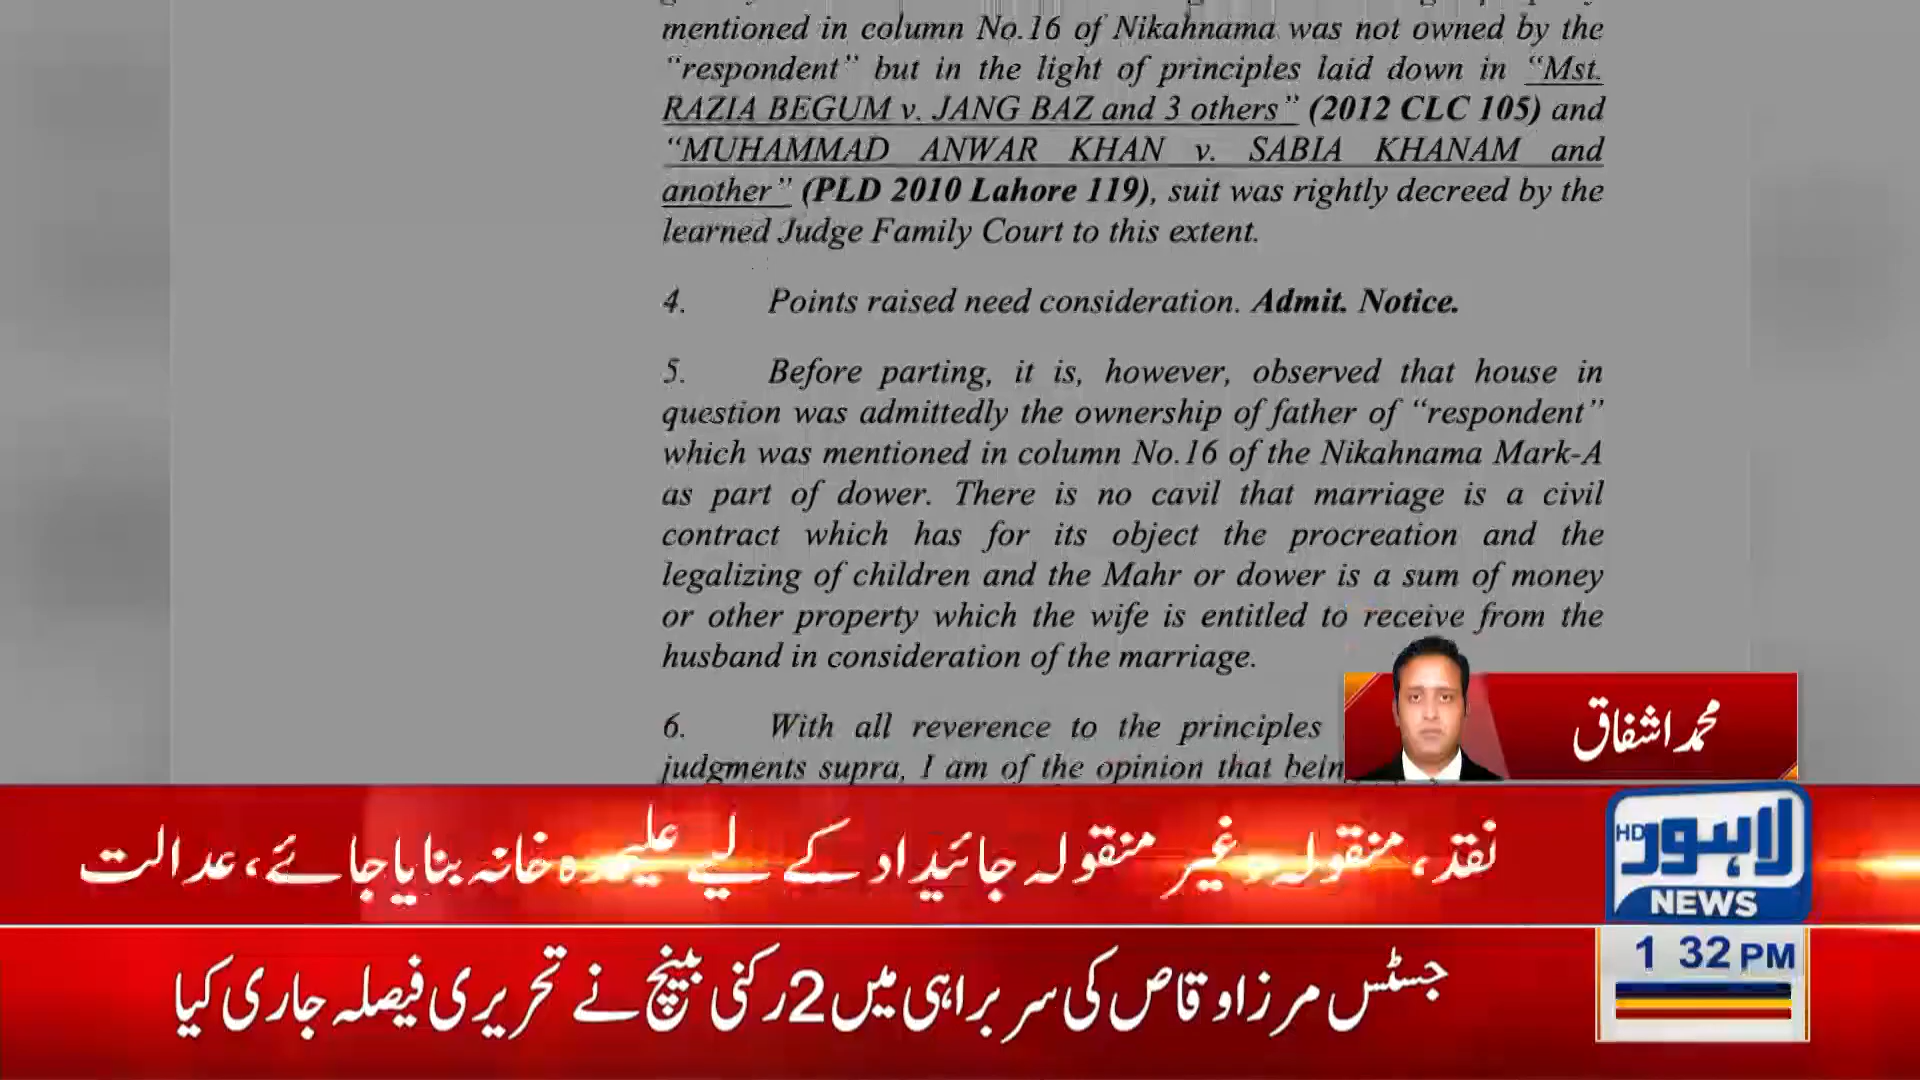 mentioned in column No.16 of Nikahnama was not owned by the
"respondent" but in the light of principles laid down in "Mst.
RAZIA BEGUM v. JANG BAZ and 3 others" (2012 CLC 105) and
"MUHAMMAD ANWAR KHAN v. SABIA KHANAM and
another" (PLD 2010 Lahore 119), suit was rightly decreed by the
learned Judge Family Court to this extent.
4. Points raised need consideration. Admit. Notice.
5. Before parting, it is, however, observed that house in
question was admittedly the ownership of father of "respondent"
which was mentioned in column No.16 of the Nikahnama Mark-A
as part of dower. There is no cavil that marriage is a civil
contract which has for its object the procreation and the
legalizing of children and the Mahr or dower is a sum of money
or other property which the wife is entitled to receive from the
husband in consideration of the marriage.
6. With all reverence to the principles
judgments supra, I am of the opinion that
محمد اشفاق
نقد، منقولہ و غیر منقولہ جائیداد کے لیے علیحدہ خانہ بنایا جائے، عدالت
لاہور HD
NEWS
1 32 PM
جسٹس مرزا وقاص کی سربراہی میں 2 رکنی بینچ نے تحریری فیصلہ جاری کیا